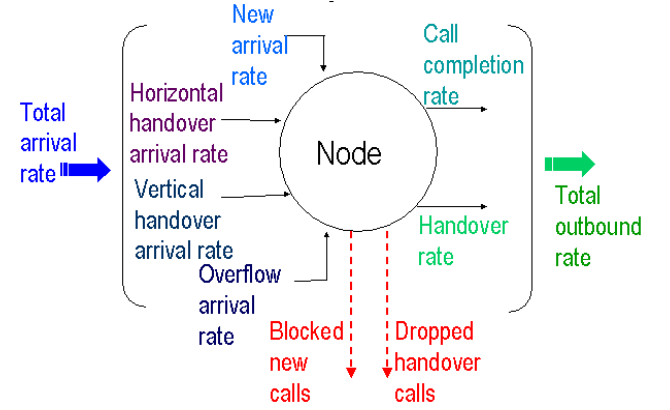 New
arrival
rate
Call
completion
rate
Horizontal
handover
arrival rate
Total
arrival
rate
Node
Vertical
handover
arrival rate
Handover
rate
Total
outbound
rate
Overflow
arrival
rate
Blocked
new
calls
Dropped
handover
calls